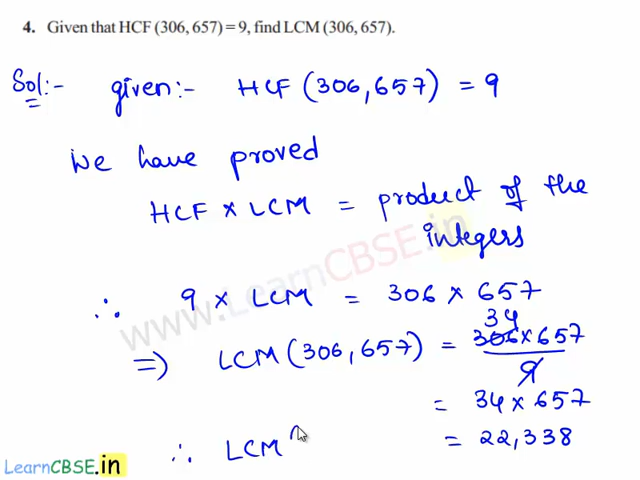 4. Given that HCF (306, 657) = 9, find LCM (306, 657).
Sol:- given:- HCF (306, 657) = 9
We have proved
HCF × LCM = product of the
integers
www.LearnCBSE.in
∴ 9 × LCM = 306 × 657
34
⇒ LCM (306, 657) = 306 × 657
9
= 34 × 657
= 22,338
∴ LCM
LearnCBSE.in